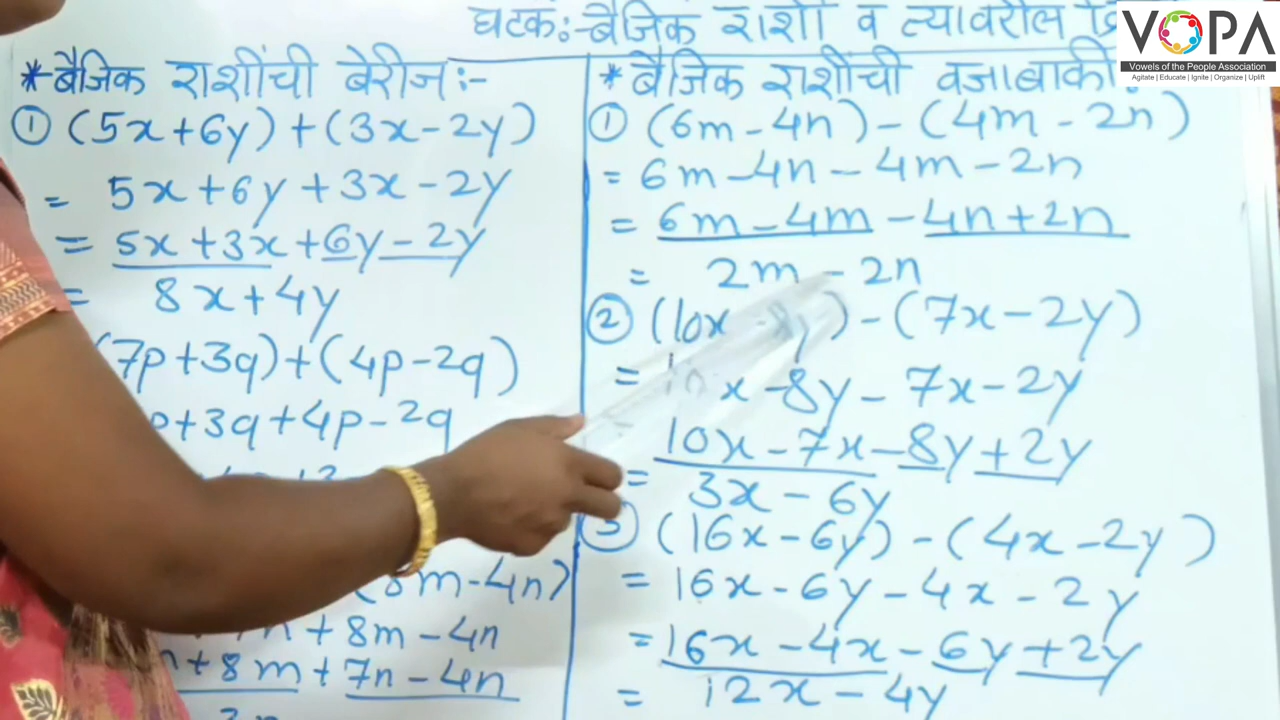 घटकः-बैजिक राशी व त्यावरील
VOPA
Vowels of the People Association
Agitate | Educate | Ignite | Organize | Uplift
*बैजिक राशींची बेरीज:-
① (5x+6y)+(3x-2y)
= 5x+6y+3x-2y
= 5x+3x+6y-2y
= 8x+4y
7p+3q)+(4p-2q)
+3q+4p-2q
(8m-4n)
+8m-4n
+8m+7n-4n
* बैजिक राशींची वजाबाकी:
① (6m-4n)-(4m-2n)
= 6m-4n-4m-2n
= 6m-4m-4n+2n
= 2m-2n
② (10x-8y)-(7x-2y)
= 10x-8y-7x-2y
10x-7x-8y+2y
= 3x-6y
③ (16x-6y)-(4x-2y)
= 16x-6y-4x-2y
= 16x-4x-6y+2y
= 12x-4y